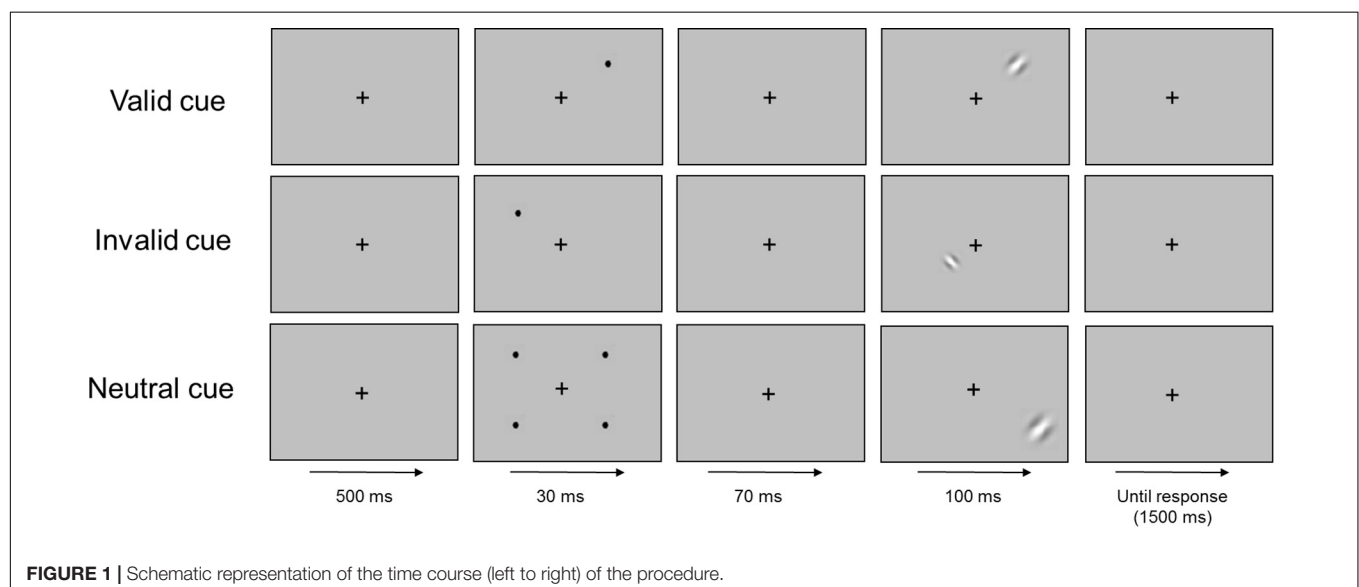 Valid cue
Invalid cue
Neutral cue
500 ms
30 ms
70 ms
100 ms
Until response
(1500 ms)
FIGURE 1 | Schematic representation of the time course (left to right) of the procedure.